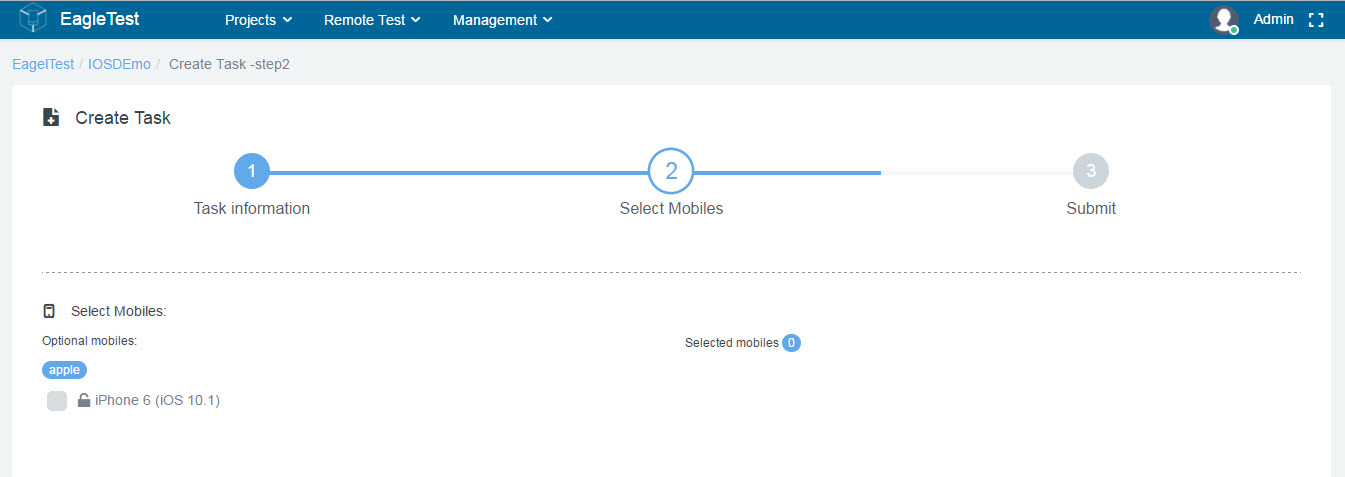 EagleTest Projects Remote Test Management Admin
EagelTest / IOSDEmo / Create Task -step2
Create Task
1 2 3
Task information Select Mobiles Submit
Select Mobiles:
Optional mobiles: Selected mobiles 0
apple
iPhone 6 (iOS 10.1)